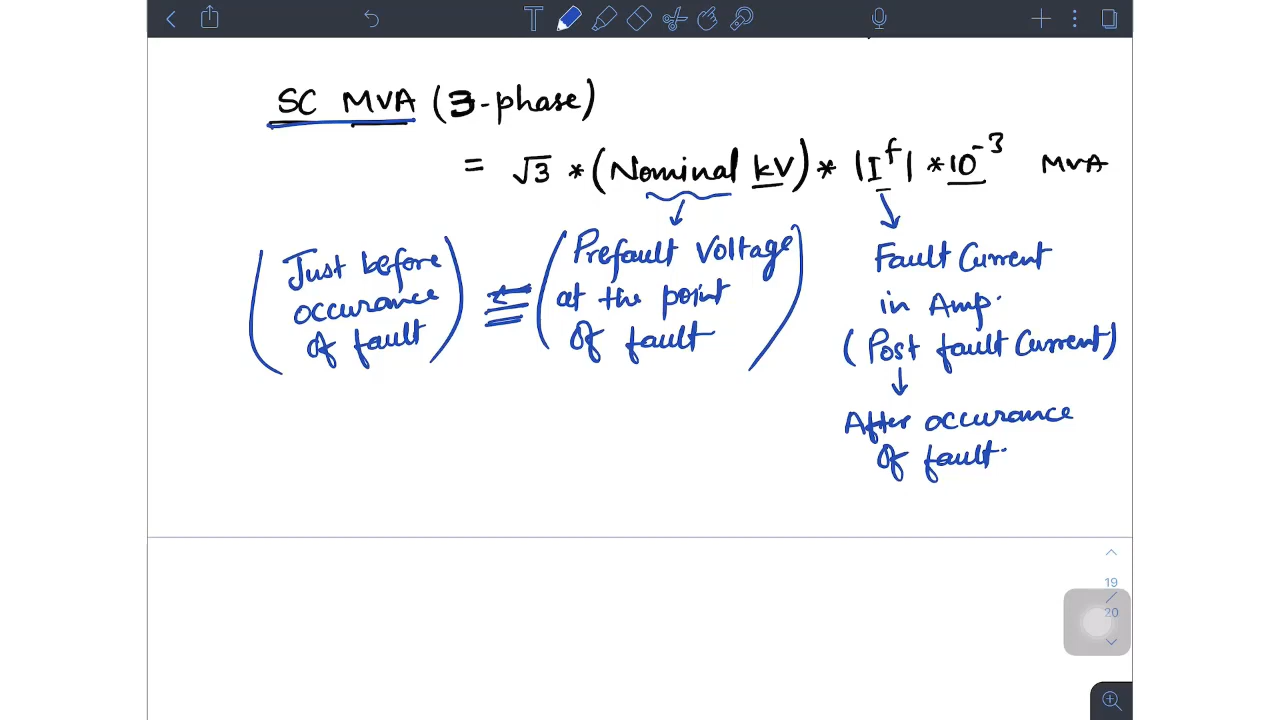 SC MVA (3-phase)
= √3 * (Nominal kV) * |I^f| * 10^-3 MVA
(Just before
occurance
of fault)
(Prefault Voltage
at the point
Of fault)
Fault Current
in Amp.
(Post fault Current)
After occurance
Of fault.
19
20